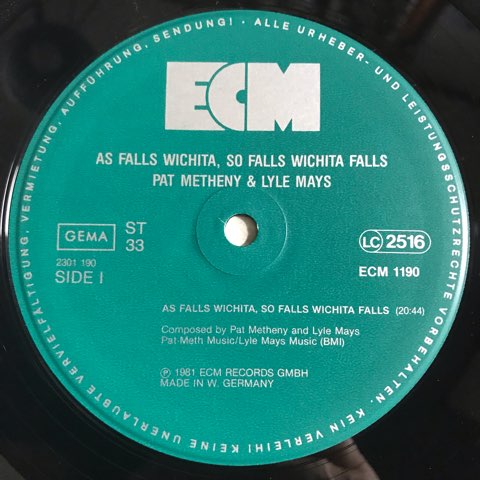 ECM
AS FALLS WICHITA, SO FALLS WICHITA FALLS
PAT METHENY & LYLE MAYS
GEMA
ST
33
2301 190
SIDE I
LC 2516
ECM 1190
AS FALLS WICHITA, SO FALLS WICHITA FALLS (20:44)
Composed by Pat Metheny and Lyle Mays
Pat-Meth Music/Lyle Mays Music (BMI)
℗ 1981 ECM RECORDS GMBH
MADE IN W. GERMANY
ALLE URHEBER- UND LEISTUNGSSCHUTZRECHTE VORBEHALTEN. KEIN VERLEIH! KEINE UNERLAUBTE VERVIELFÄLTIGUNG, VERMIETUNG, AUFFÜHRUNG, SENDUNG! ·